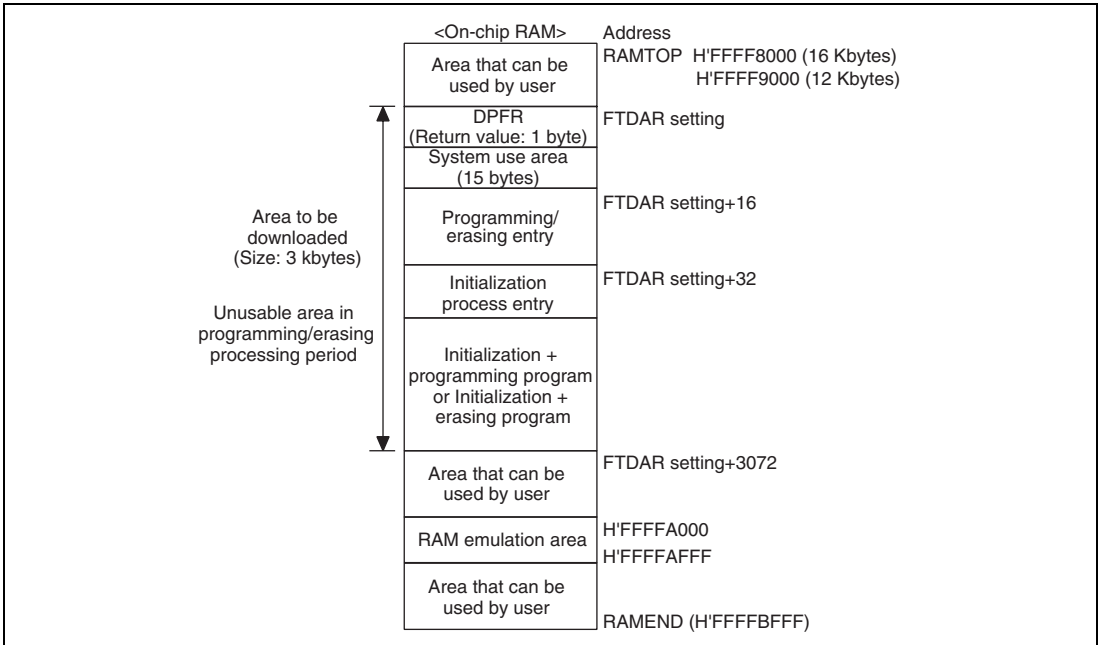 <On-chip RAM>
Address
Area that can be
used by user
RAMTOP H'FFFF8000 (16 Kbytes)
H'FFFF9000 (12 Kbytes)
DPFR
(Return value: 1 byte)
FTDAR setting
System use area
(15 bytes)
Programming/
erasing entry
FTDAR setting+16
Area to be
downloaded
(Size: 3 kbytes)
Initialization
process entry
FTDAR setting+32
Unusable area in
programming/erasing
processing period
Initialization +
programming program
or Initialization +
erasing program
Area that can be
used by user
FTDAR setting+3072
RAM emulation area
H'FFFFA000
H'FFFFAFFF
Area that can be
used by user
RAMEND (H'FFFFBFFF)